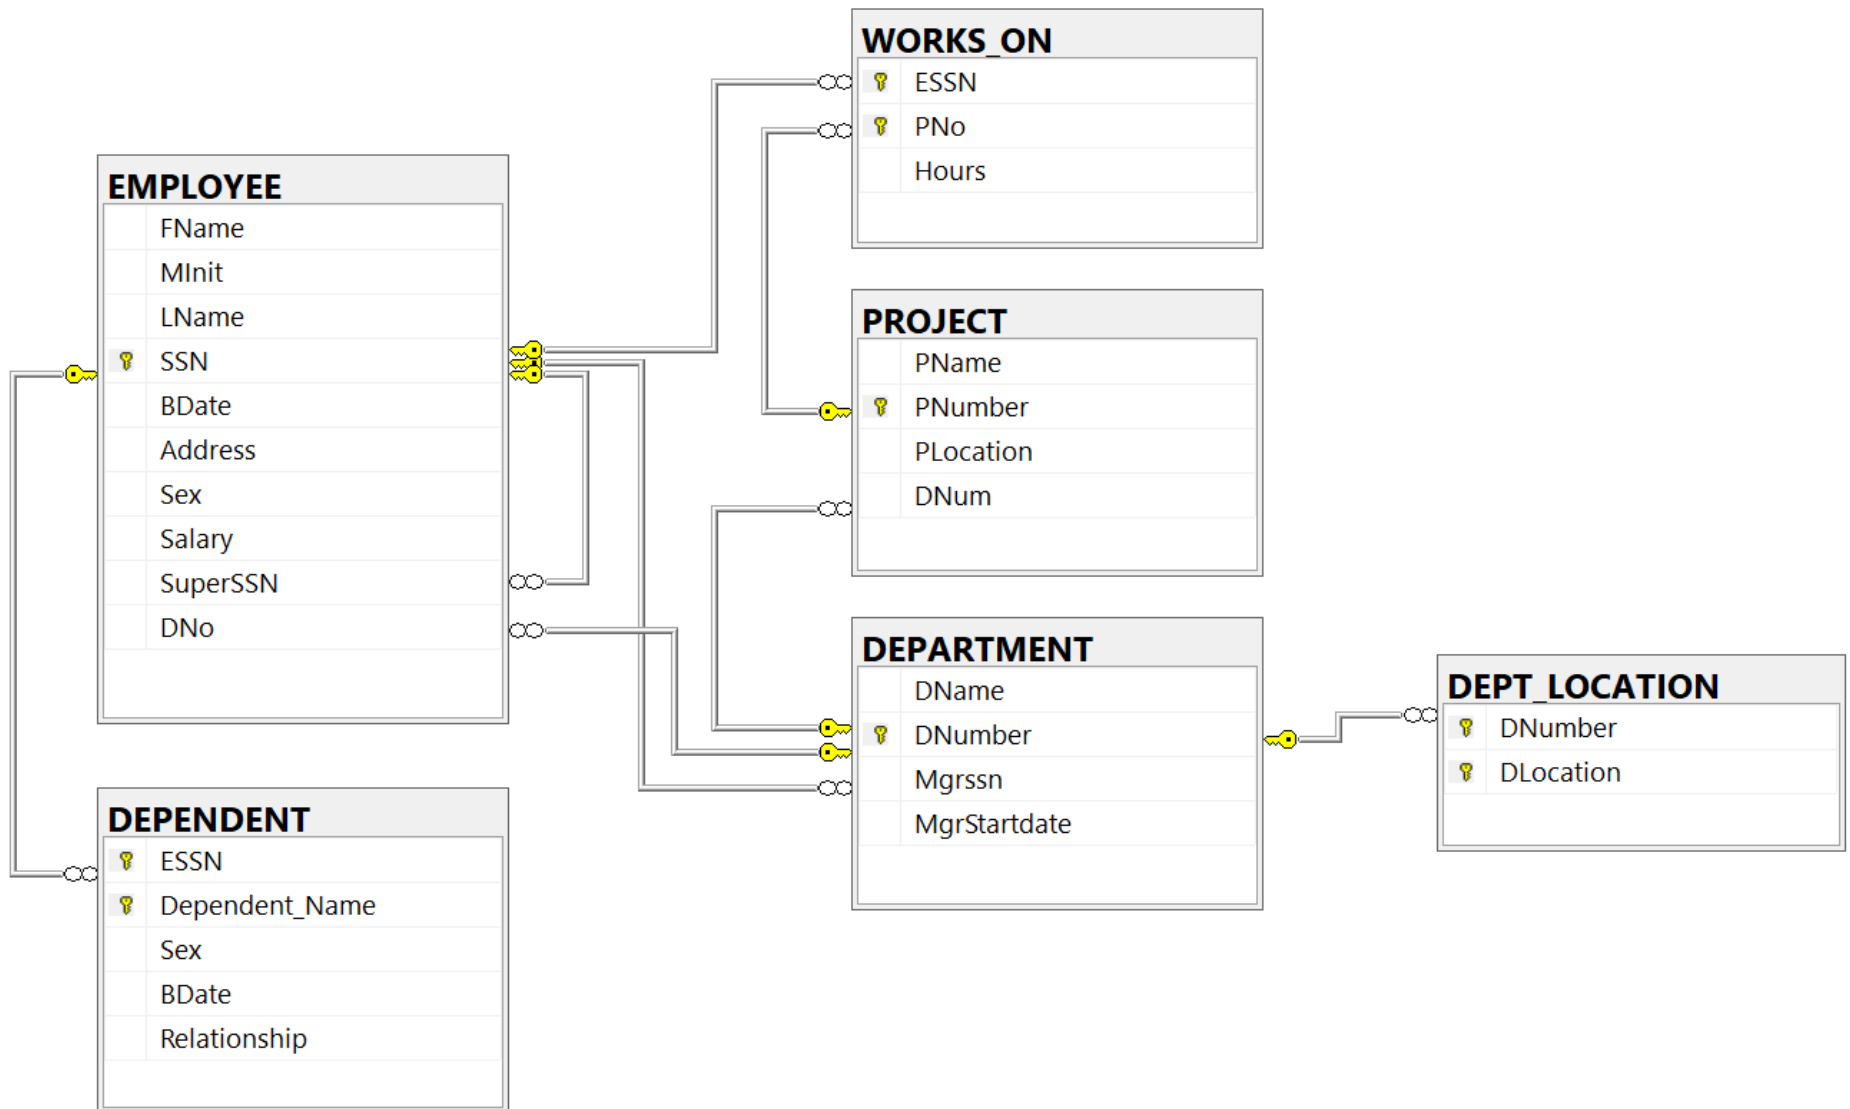 WORKS_ON
ESSN
PNo
Hours
EMPLOYEE
FName
MInit
LName
SSN
BDate
Address
Sex
Salary
SuperSSN
DNo
PROJECT
PName
PNumber
PLocation
DNum
DEPARTMENT
DName
DNumber
Mgrssn
MgrStartdate
DEPT_LOCATION
DNumber
DLocation
DEPENDENT
ESSN
Dependent_Name
Sex
BDate
Relationship